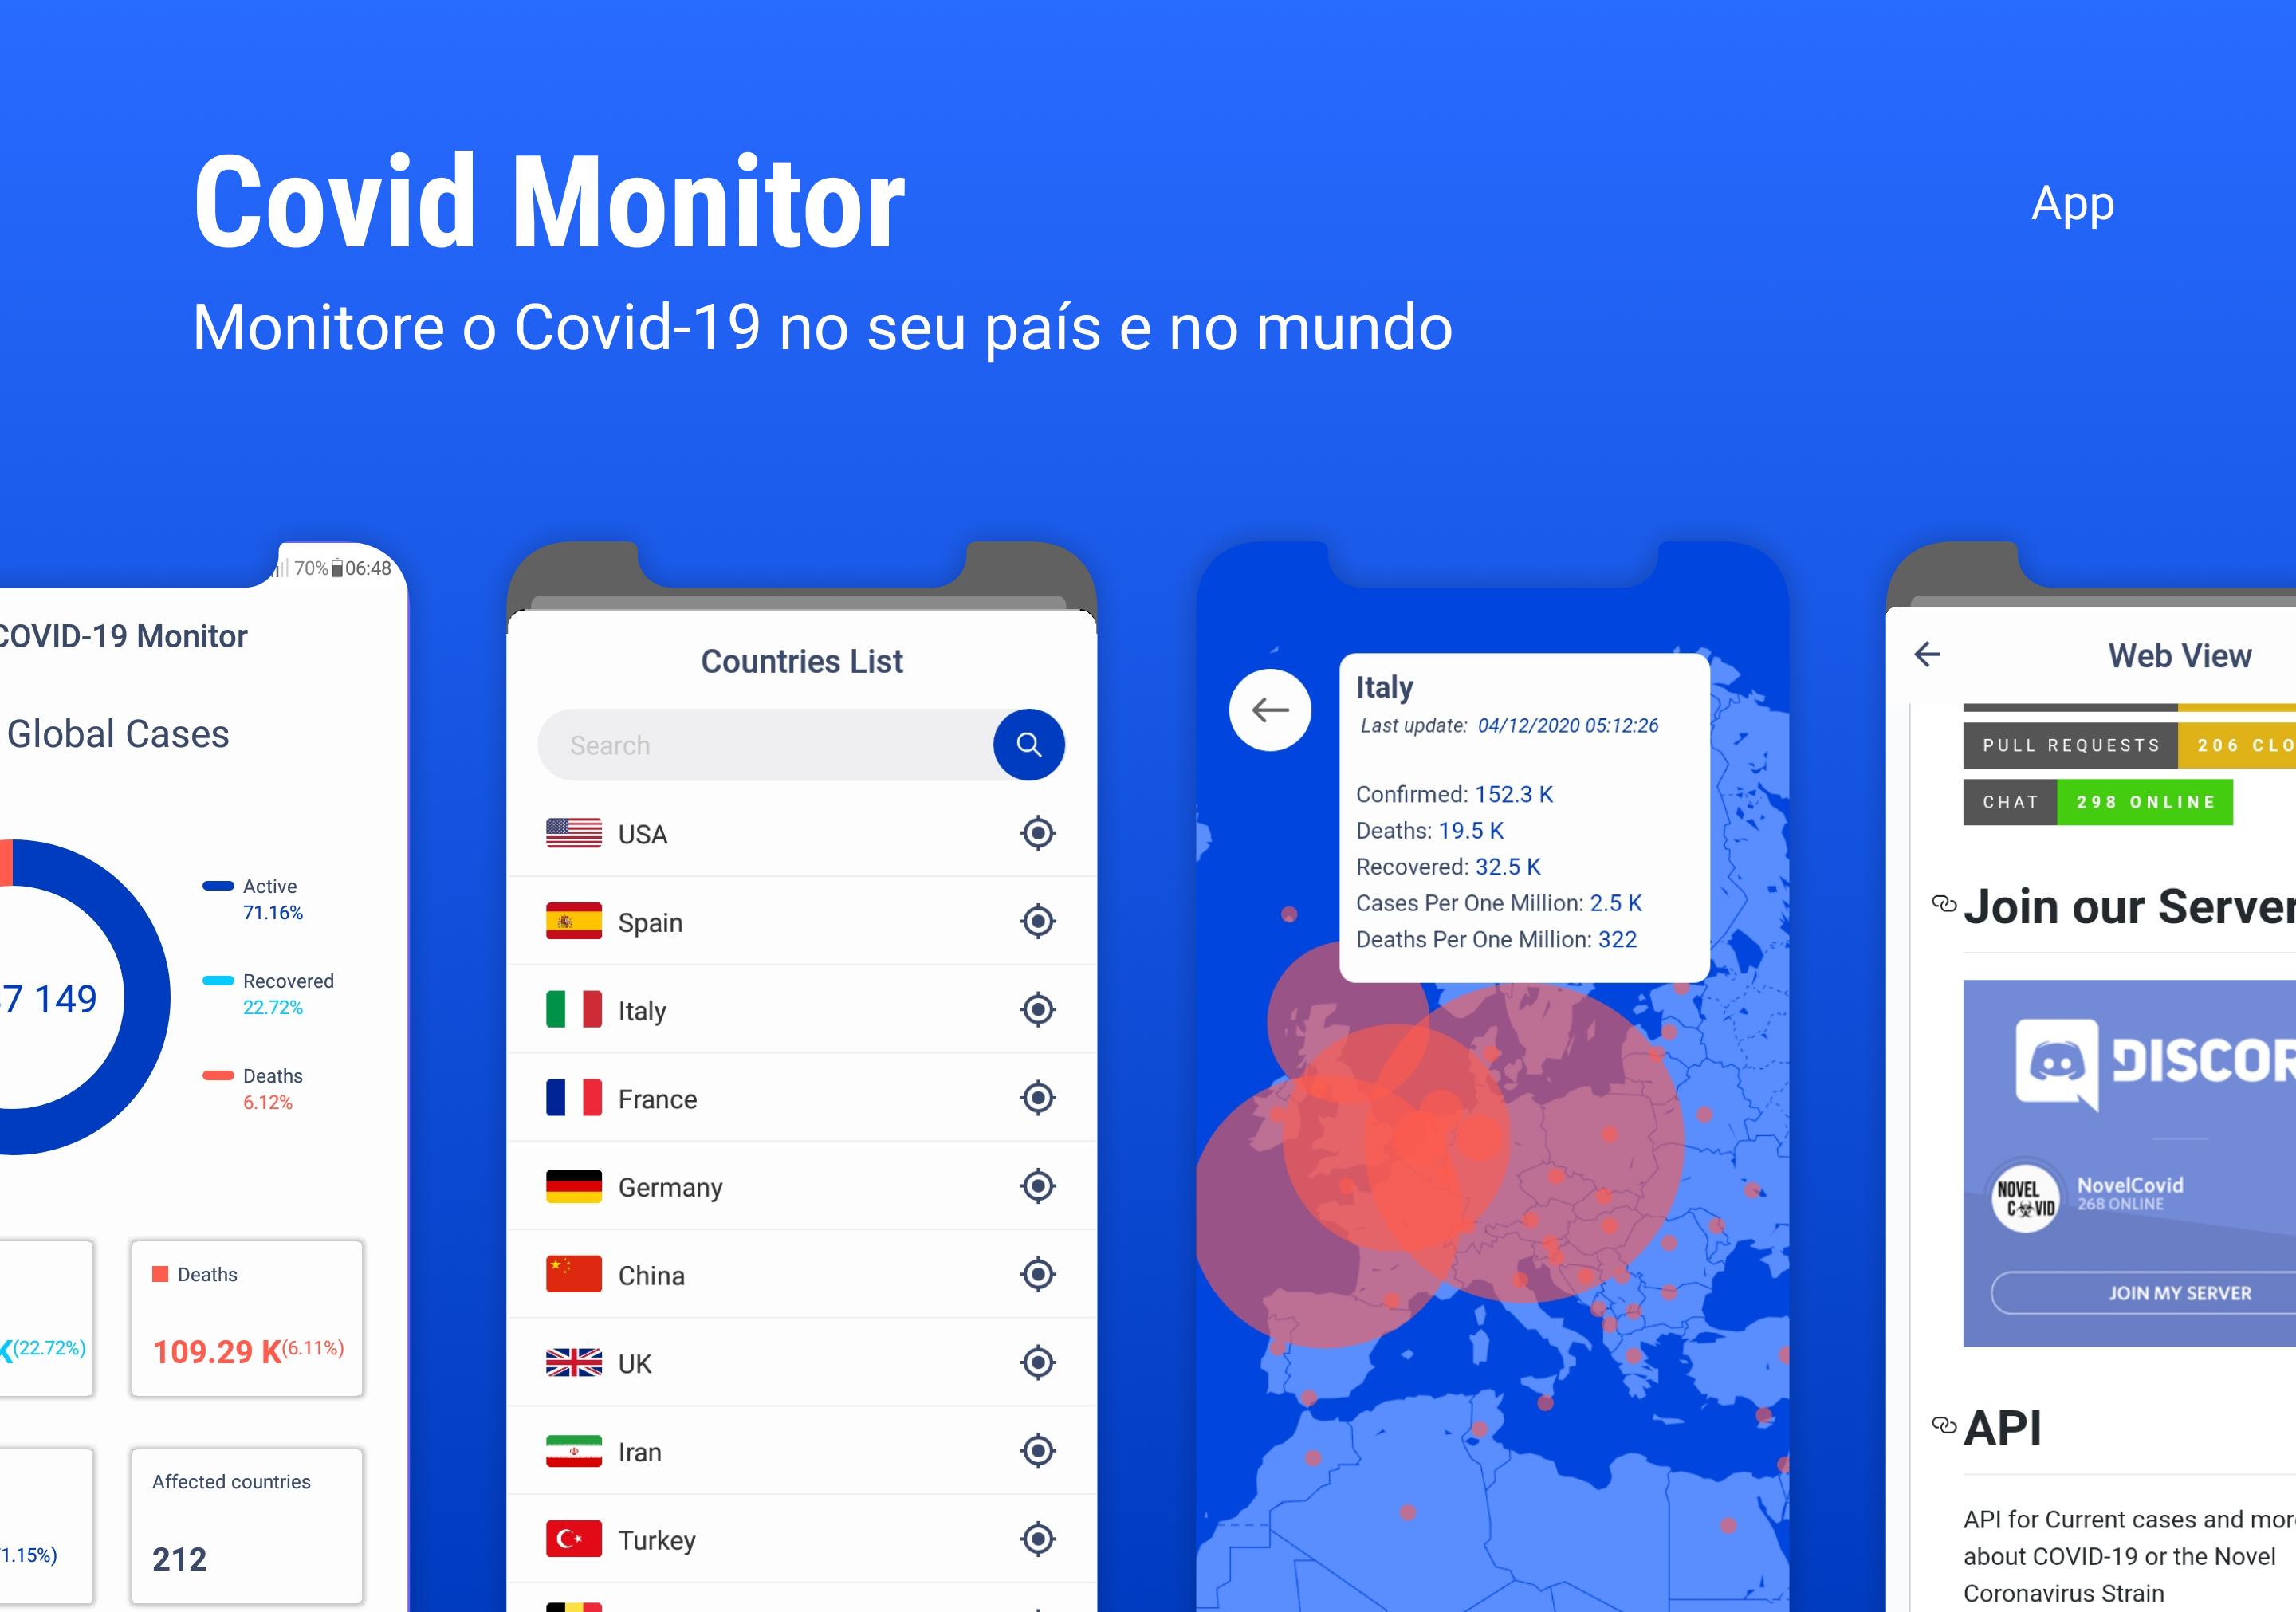 Covid Monitor
App
Monitore o Covid-19 no seu país e no mundo
70% 06:48
COVID-19 Monitor
Global Cases
7 149
Active
71.16%
Recovered
22.72%
Deaths
6.12%
K(22.72%)
Deaths
109.29 K(6.11%)
1.15%)
Affected countries
212
Countries List
Search
USA
Spain
Italy
France
Germany
China
UK
Iran
Turkey
Italy
Last update: 04/12/2020 05:12:26
Confirmed: 152.3 K
Deaths: 19.5 K
Recovered: 32.5 K
Cases Per One Million: 2.5 K
Deaths Per One Million: 322
Web View
PULL REQUESTS 206 CLO
CHAT 298 ONLINE
Join our Server
DISCOR
NOVEL COVID
NovelCovid
268 ONLINE
JOIN MY SERVER
API
API for Current cases and more
about COVID-19 or the Novel
Coronavirus Strain